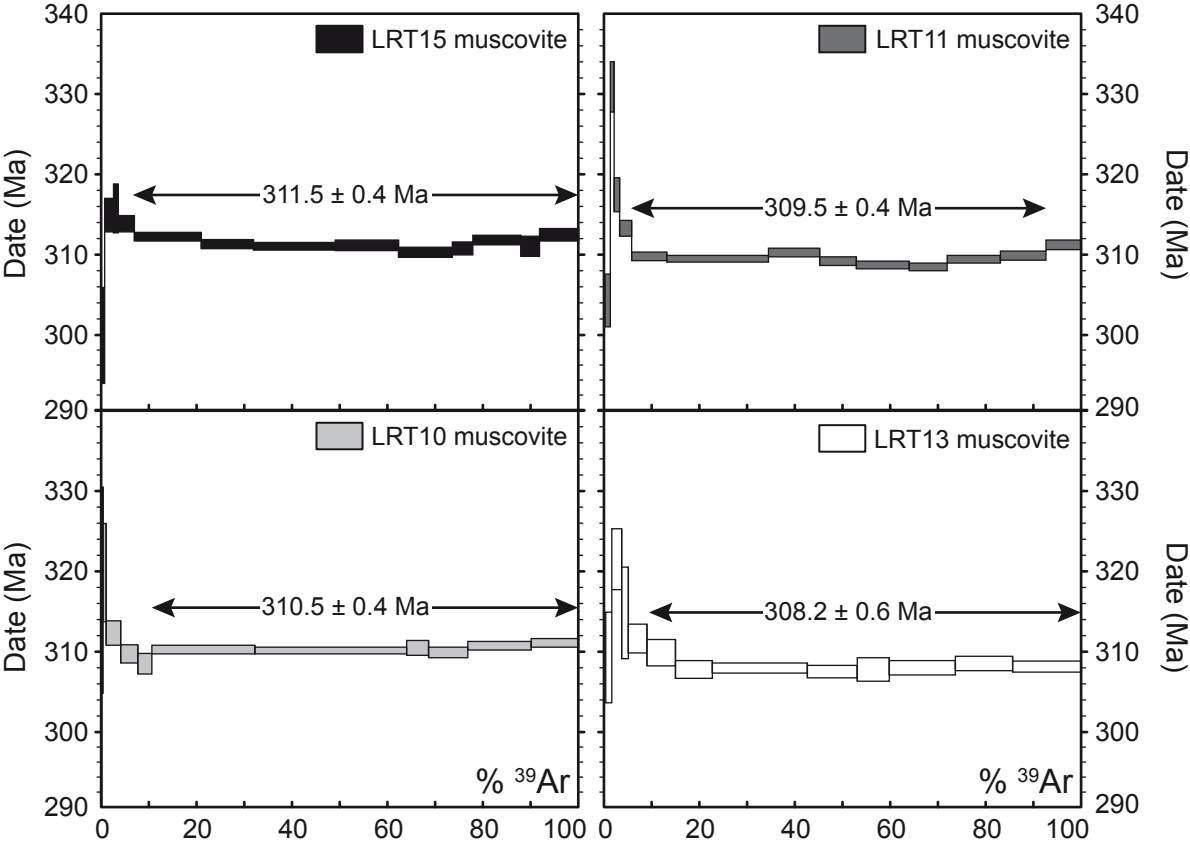 340
330
320
310
300
290
Date (Ma)
LRT15 muscovite
311.5 ± 0.4 Ma
LRT11 muscovite
309.5 ± 0.4 Ma
340
330
320
310
300
290
Date (Ma)
330
320
310
300
290
Date (Ma)
LRT10 muscovite
310.5 ± 0.4 Ma
% ³⁹Ar
0 20 40 60 80 100
LRT13 muscovite
308.2 ± 0.6 Ma
330
320
310
300
290
Date (Ma)
0 20 40 60 80 100